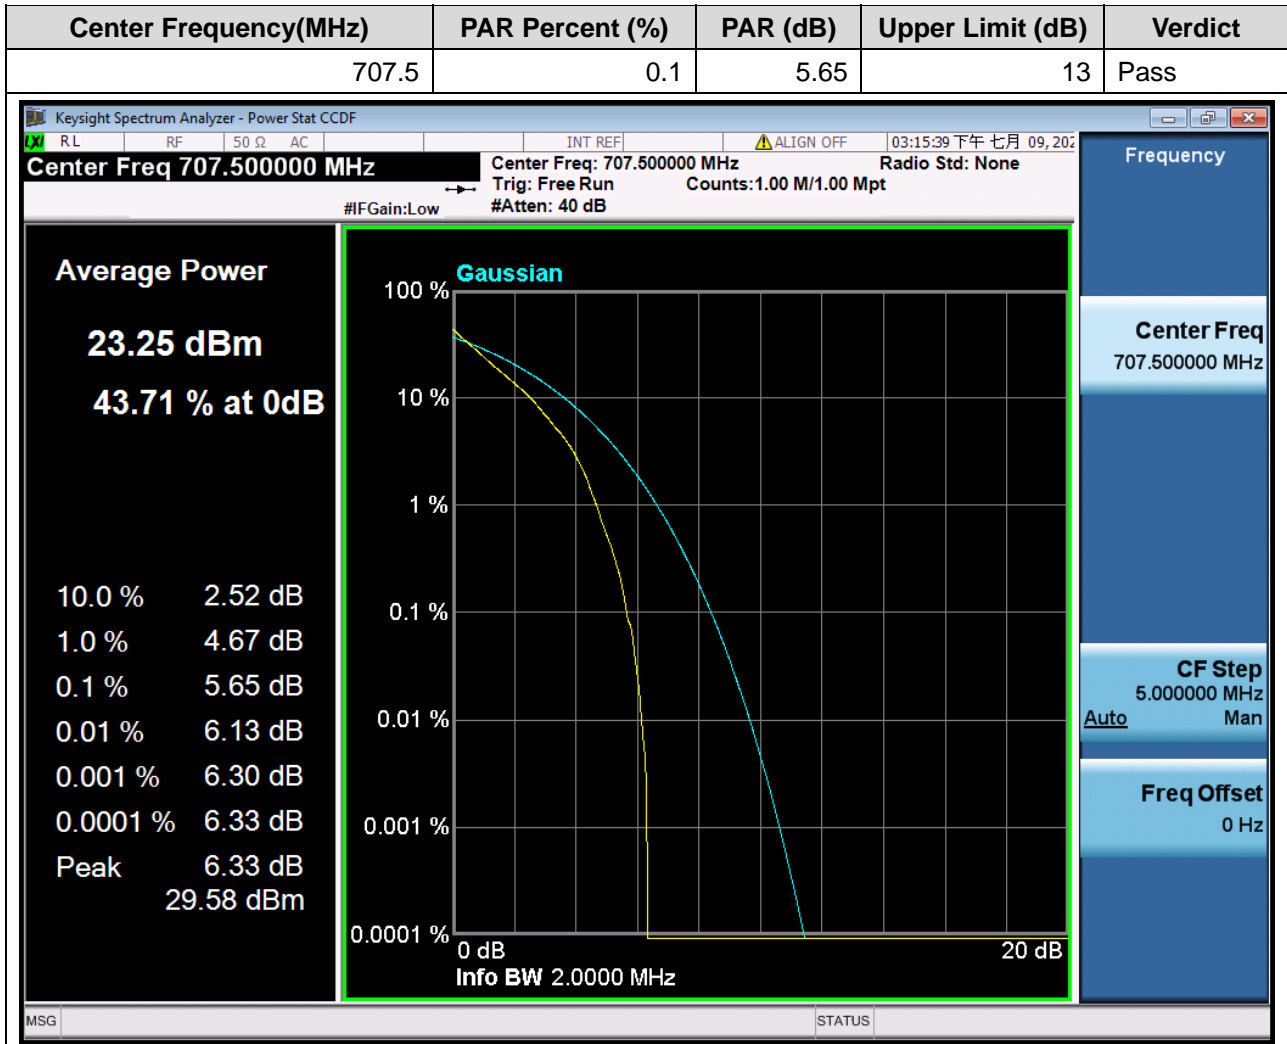 Center Frequency(MHz) PAR Percent (%) PAR (dB) Upper Limit (dB) Verdict
707.5 0.1 5.65 13 Pass
Keysight Spectrum Analyzer - Power Stat CCDF
LXI RL RF 50 Ω AC INT REF ALIGN OFF 03:15:39 下午 七月 09, 202
Center Freq 707.500000 MHz
Center Freq: 707.500000 MHz Radio Std: None
Trig: Free Run Counts:1.00 M/1.00 Mpt
#IFGain:Low #Atten: 40 dB
Average Power
23.25 dBm
43.71 % at 0dB
10.0 % 2.52 dB
1.0 % 4.67 dB
0.1 % 5.65 dB
0.01 % 6.13 dB
0.001 % 6.30 dB
0.0001 % 6.33 dB
Peak 6.33 dB
29.58 dBm
Gaussian
100 %
10 %
1 %
0.1 %
0.01 %
0.001 %
0.0001 %
0 dB 20 dB
Info BW 2.0000 MHz
Frequency
Center Freq
707.500000 MHz
CF Step
5.000000 MHz
Auto Man
Freq Offset
0 Hz
MSG STATUS